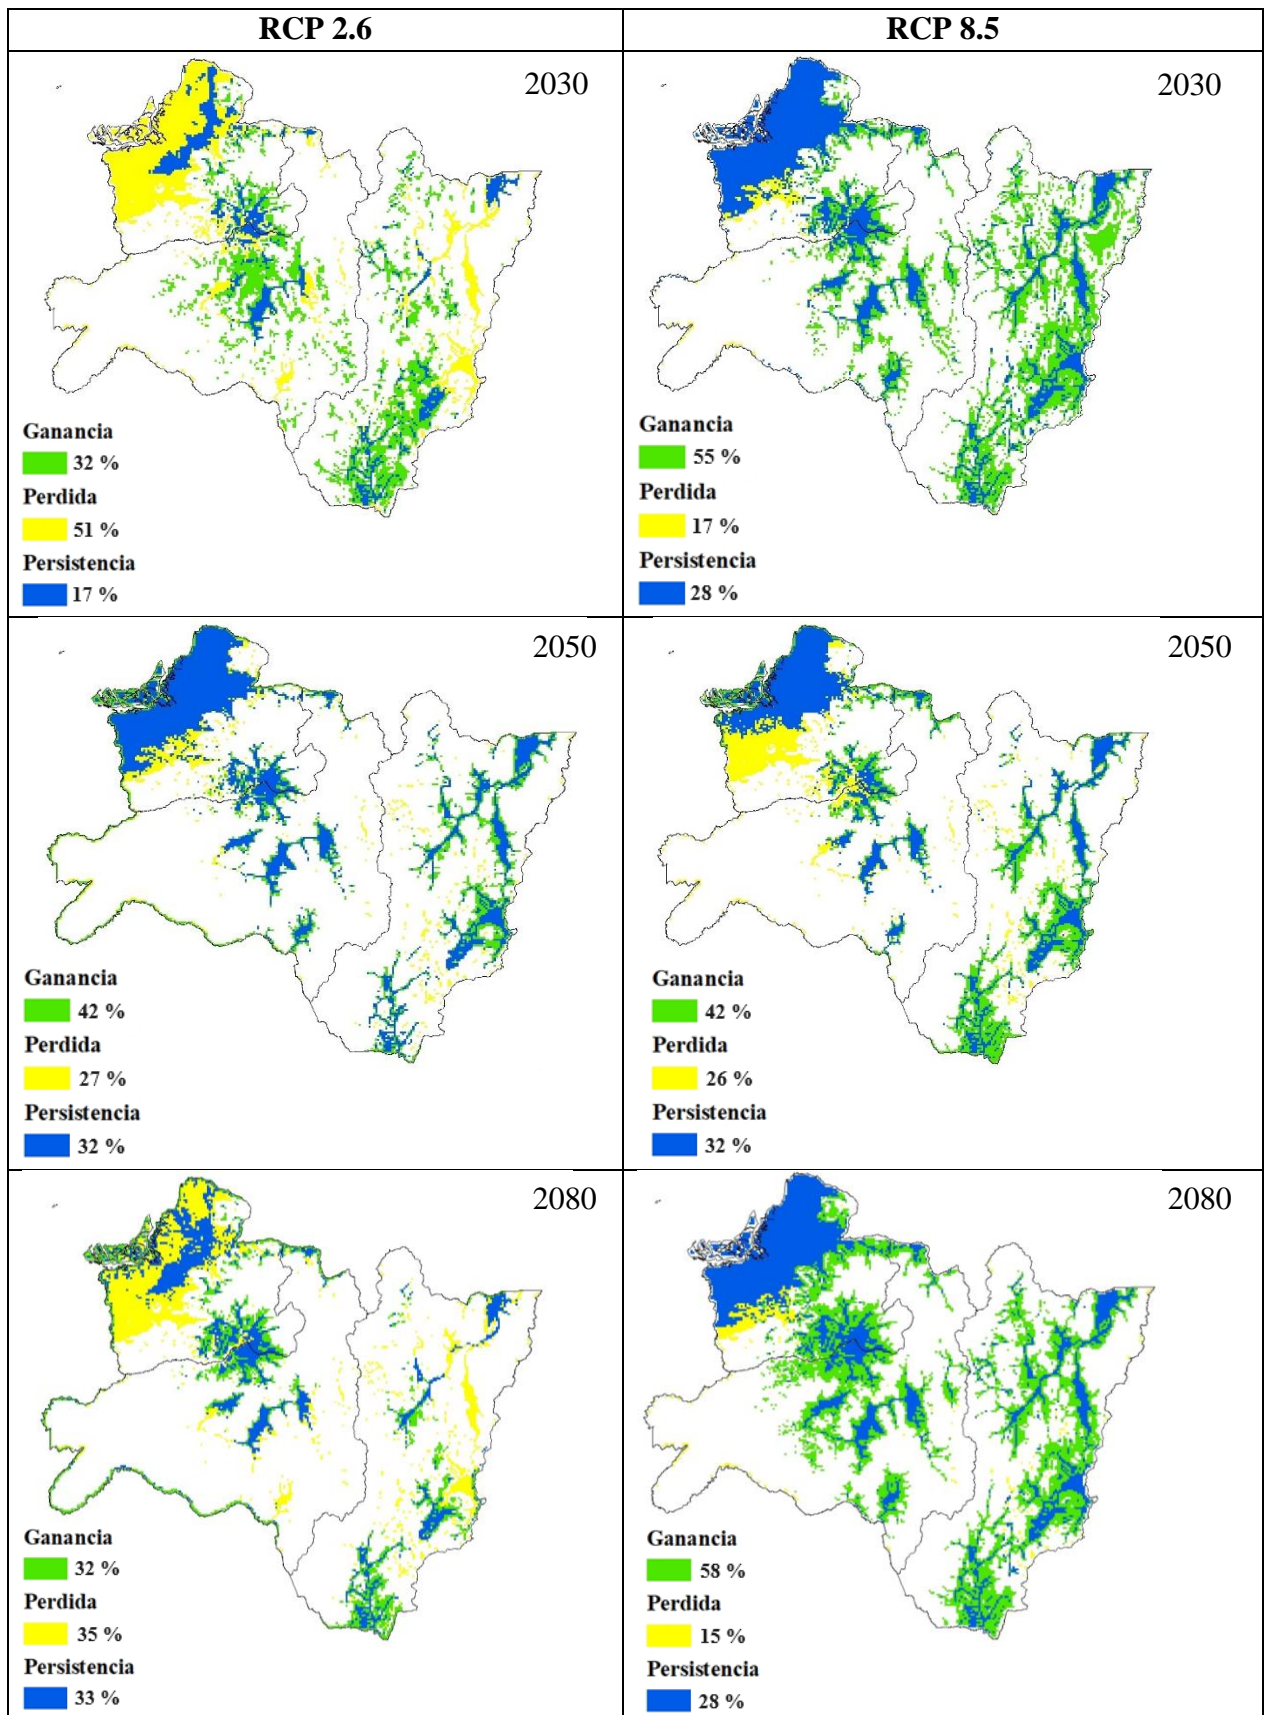 RCP 2.6
RCP 8.5
2030
Ganancia
32 %
Perdida
51 %
Persistencia
17 %
2030
Ganancia
55 %
Perdida
17 %
Persistencia
28 %
2050
Ganancia
42 %
Perdida
27 %
Persistencia
32 %
2050
Ganancia
42 %
Perdida
26 %
Persistencia
32 %
2080
Ganancia
32 %
Perdida
35 %
Persistencia
33 %
2080
Ganancia
58 %
Perdida
15 %
Persistencia
28 %